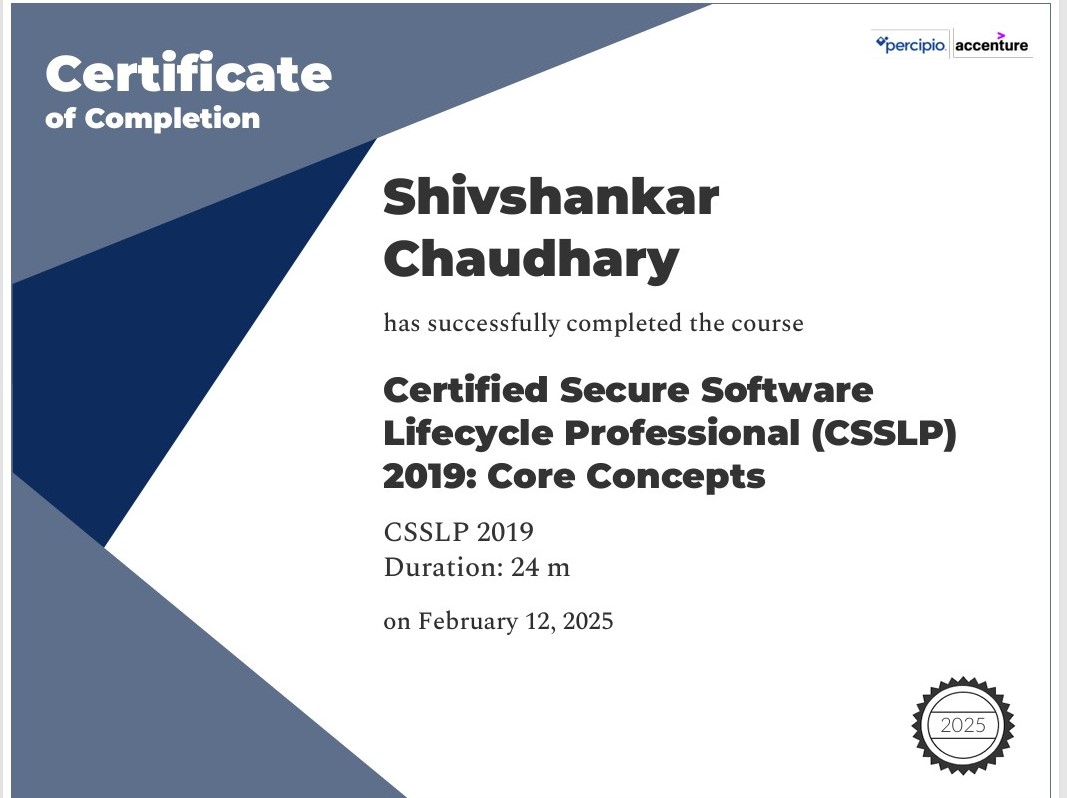 Certificate
of Completion
percipio. accenture
Shivshankar
Chaudhary
has successfully completed the course
Certified Secure Software
Lifecycle Professional (CSSLP)
2019: Core Concepts
CSSLP 2019
Duration: 24 m
on February 12, 2025
2025